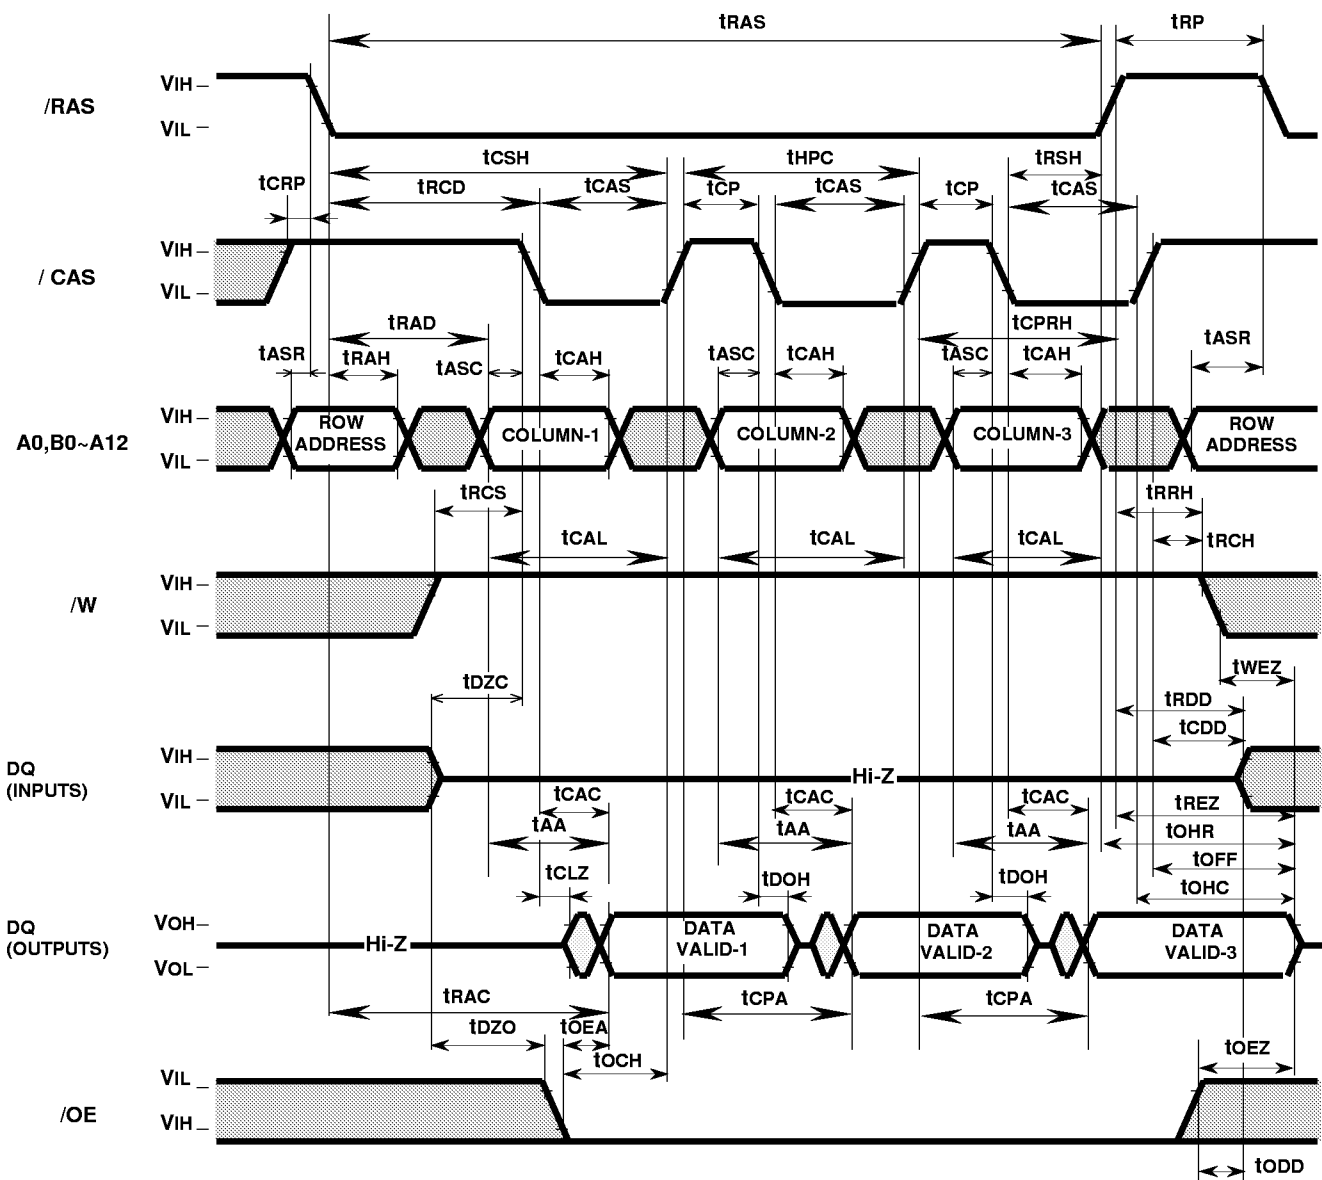 tRAS tRP
/RAS VIH
VIL
tCSH tHPC tRSH
tCRP tRCD tCAS tCP tCAS tCP tCAS
/ CAS VIH
VIL
tRAD tCPRH
tASR tRAH tASC tCAH tASC tCAH tASC tCAH tASR
A0,B0~A12 VIH
VIL
ROW
ADDRESS
COLUMN-1
COLUMN-2
COLUMN-3
ROW
ADDRESS
tRCS tRRH
tCAL tCAL tCAL tRCH
/W VIH
VIL
tWEZ
tDZC tRDD
tCDD
DQ
(INPUTS)
VIH
VIL
Hi-Z
tCAC tCAC tCAC tREZ
tAA tAA tAA tOHR
tCLZ tDOH tDOH tOFF
tOHC
DQ
(OUTPUTS)
VOH
VOL
Hi-Z
DATA
VALID-1
DATA
VALID-2
DATA
VALID-3
tRAC tCPA tCPA
tDZO tOEA
tOCH tOEZ
/OE VIL
VIH
tODD